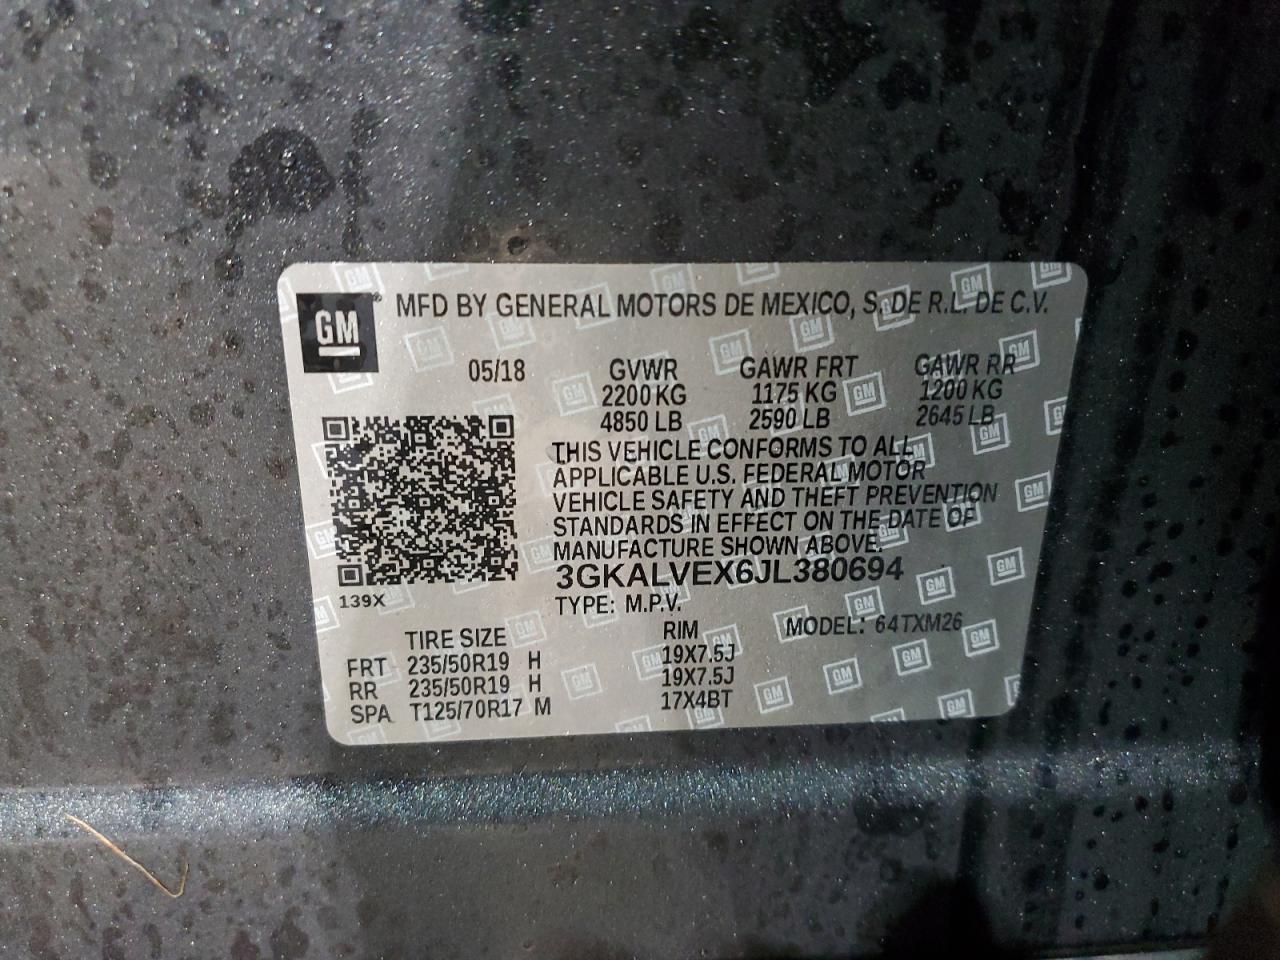 GM
MFD BY GENERAL MOTORS DE MEXICO, S. DE R.L. DE C.V.
05/18 GVWR GAWR FRT GAWR RR
2200 KG 1175 KG 1200 KG
4850 LB 2590 LB 2645 LB
THIS VEHICLE CONFORMS TO ALL
APPLICABLE U.S. FEDERAL MOTOR
VEHICLE SAFETY AND THEFT PREVENTION
STANDARDS IN EFFECT ON THE DATE OF
MANUFACTURE SHOWN ABOVE.
3GKALVEX6JL380694
139X
TYPE: M.P.V.
MODEL: 64TXM26
TIRE SIZE RIM
FRT 235/50R19 H 19X7.5J
RR 235/50R19 H 19X7.5J
SPA T125/70R17 M 17X4BT